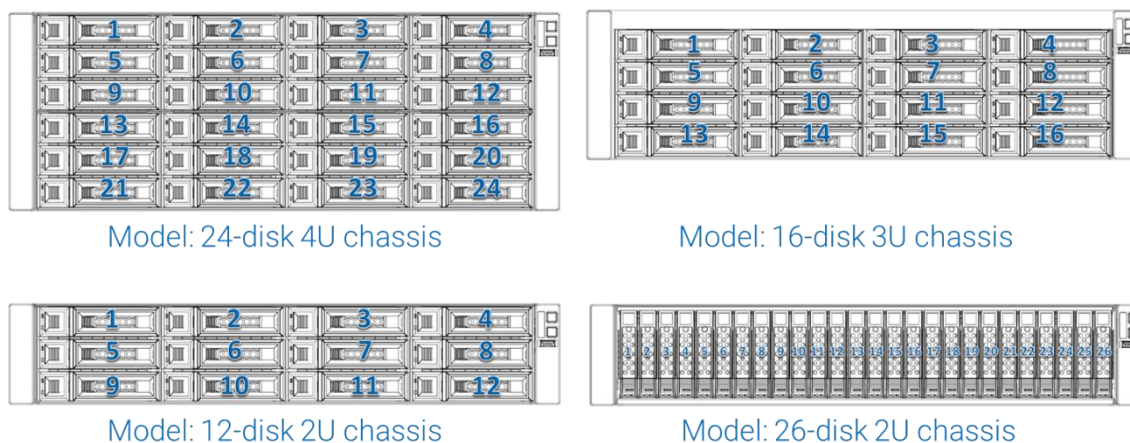 1 2 3 4
5 6 7 8
9 10 11 12
13 14 15 16
17 18 19 20
21 22 23 24
Model: 24-disk 4U chassis
1 2 3 4
5 6 7 8
9 10 11 12
13 14 15 16
Model: 16-disk 3U chassis
1 2 3 4
5 6 7 8
9 10 11 12
Model: 12-disk 2U chassis
1 2 3 4 5 6 7 8 9 10 11 12 13 14 15 16 17 18 19 20 21 22 23 24 25 26
Model: 26-disk 2U chassis